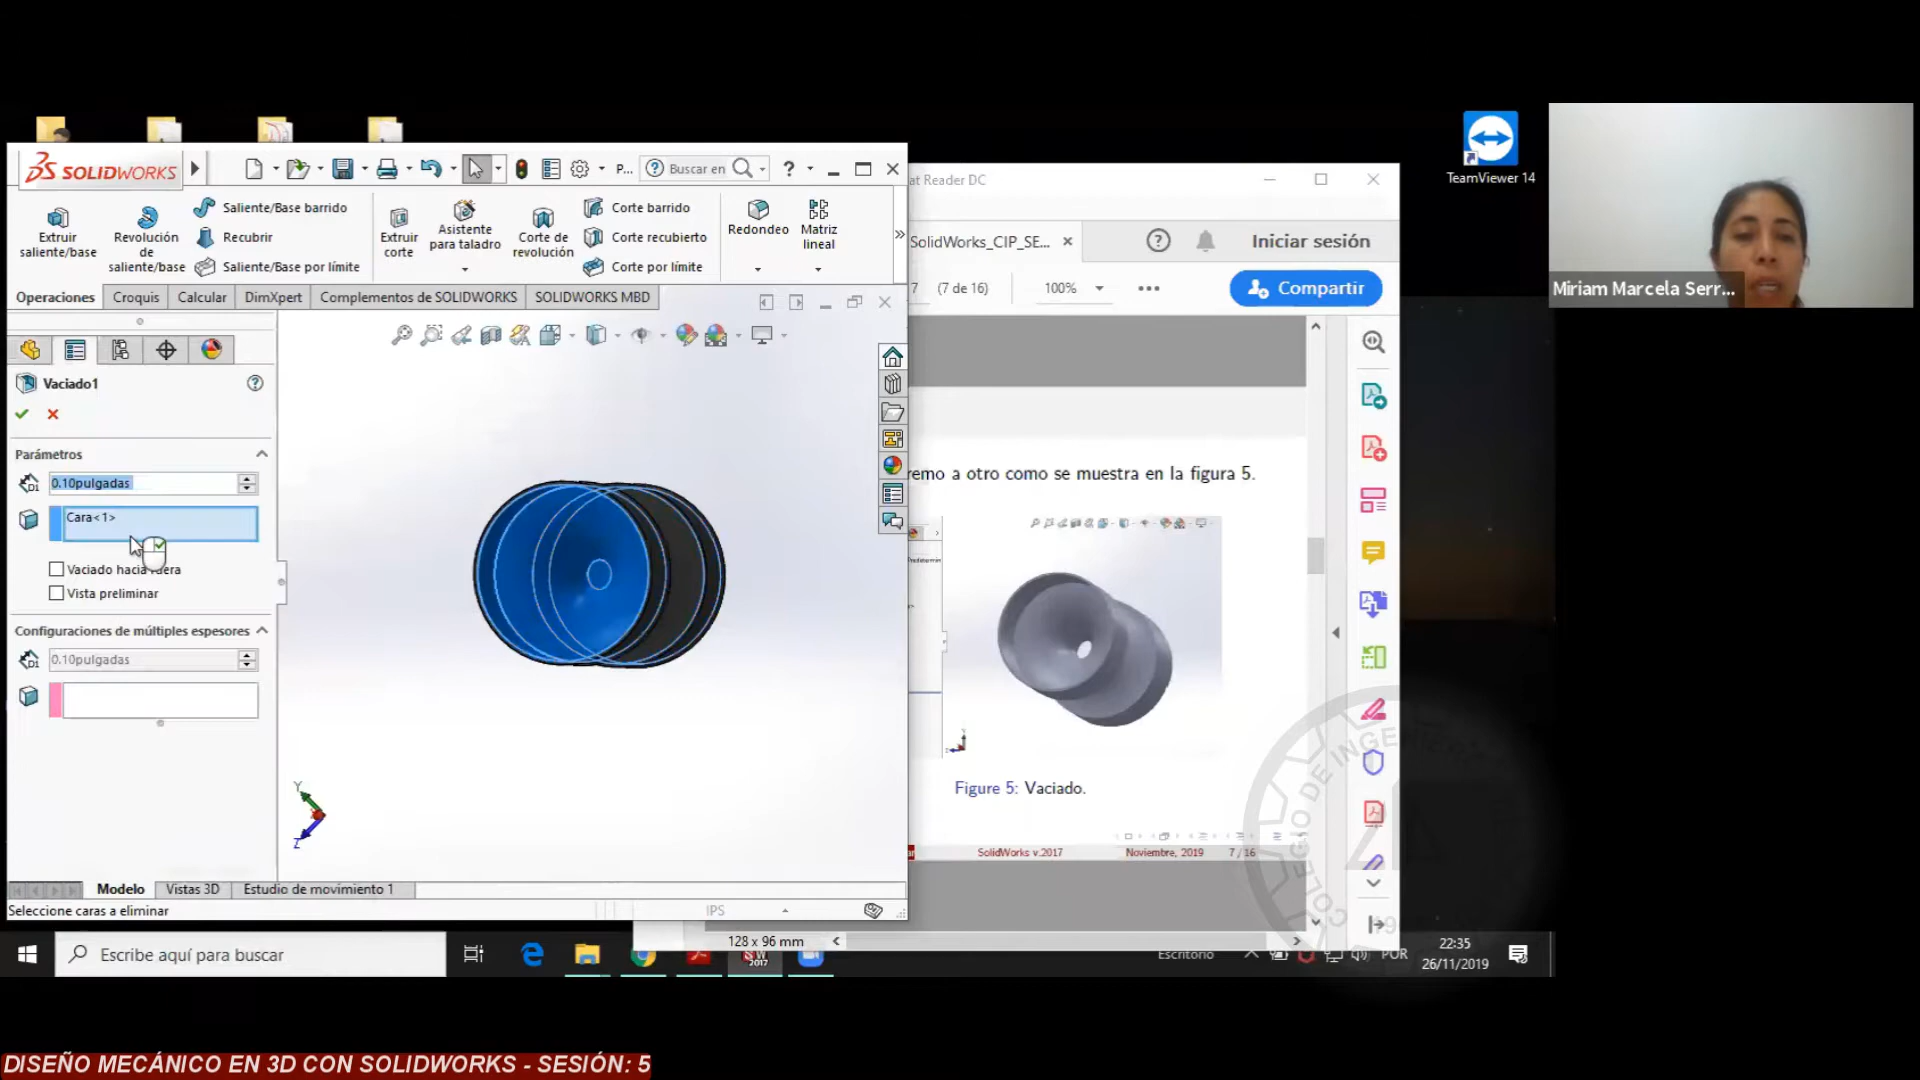 SOLIDWORKS
P...
Buscar en
Extruir saliente/base
Revolución de saliente/base
Saliente/Base barrido
Recubrir
Saliente/Base por límite
Extruir corte
Asistente para taladro
Corte de revolución
Corte barrido
Corte recubierto
Corte por límite
Redondeo
Matriz lineal
Operaciones
Croquis
Calcular
DimXpert
Complementos de SOLIDWORKS
SOLIDWORKS MBD
Vaciado1
Parámetros
0.10pulgadas
Cara<1>
Vaciado hacia fuera
Vista preliminar
Configuraciones de múltiples espesores
0.10pulgadas
Y
Z
Modelo
Vistas 3D
Estudio de movimiento 1
Seleccione caras a eliminar
IPS
at Reader DC
SolidWorks_CIP_SE...
Iniciar sesión
7
(7 de 16)
100%
Compartir
remo a otro como se muestra en la figura 5.
Figure 5: Vaciado.
SolidWorks v.2017
Noviembre, 2019
7 / 16
128 x 96 mm
TeamViewer 14
Miriam Marcela Serr...
Escribe aquí para buscar
Escritorio
POR
22:35
26/11/2019
DISEÑO MECÁNICO EN 3D CON SOLIDWORKS - SESIÓN: 5